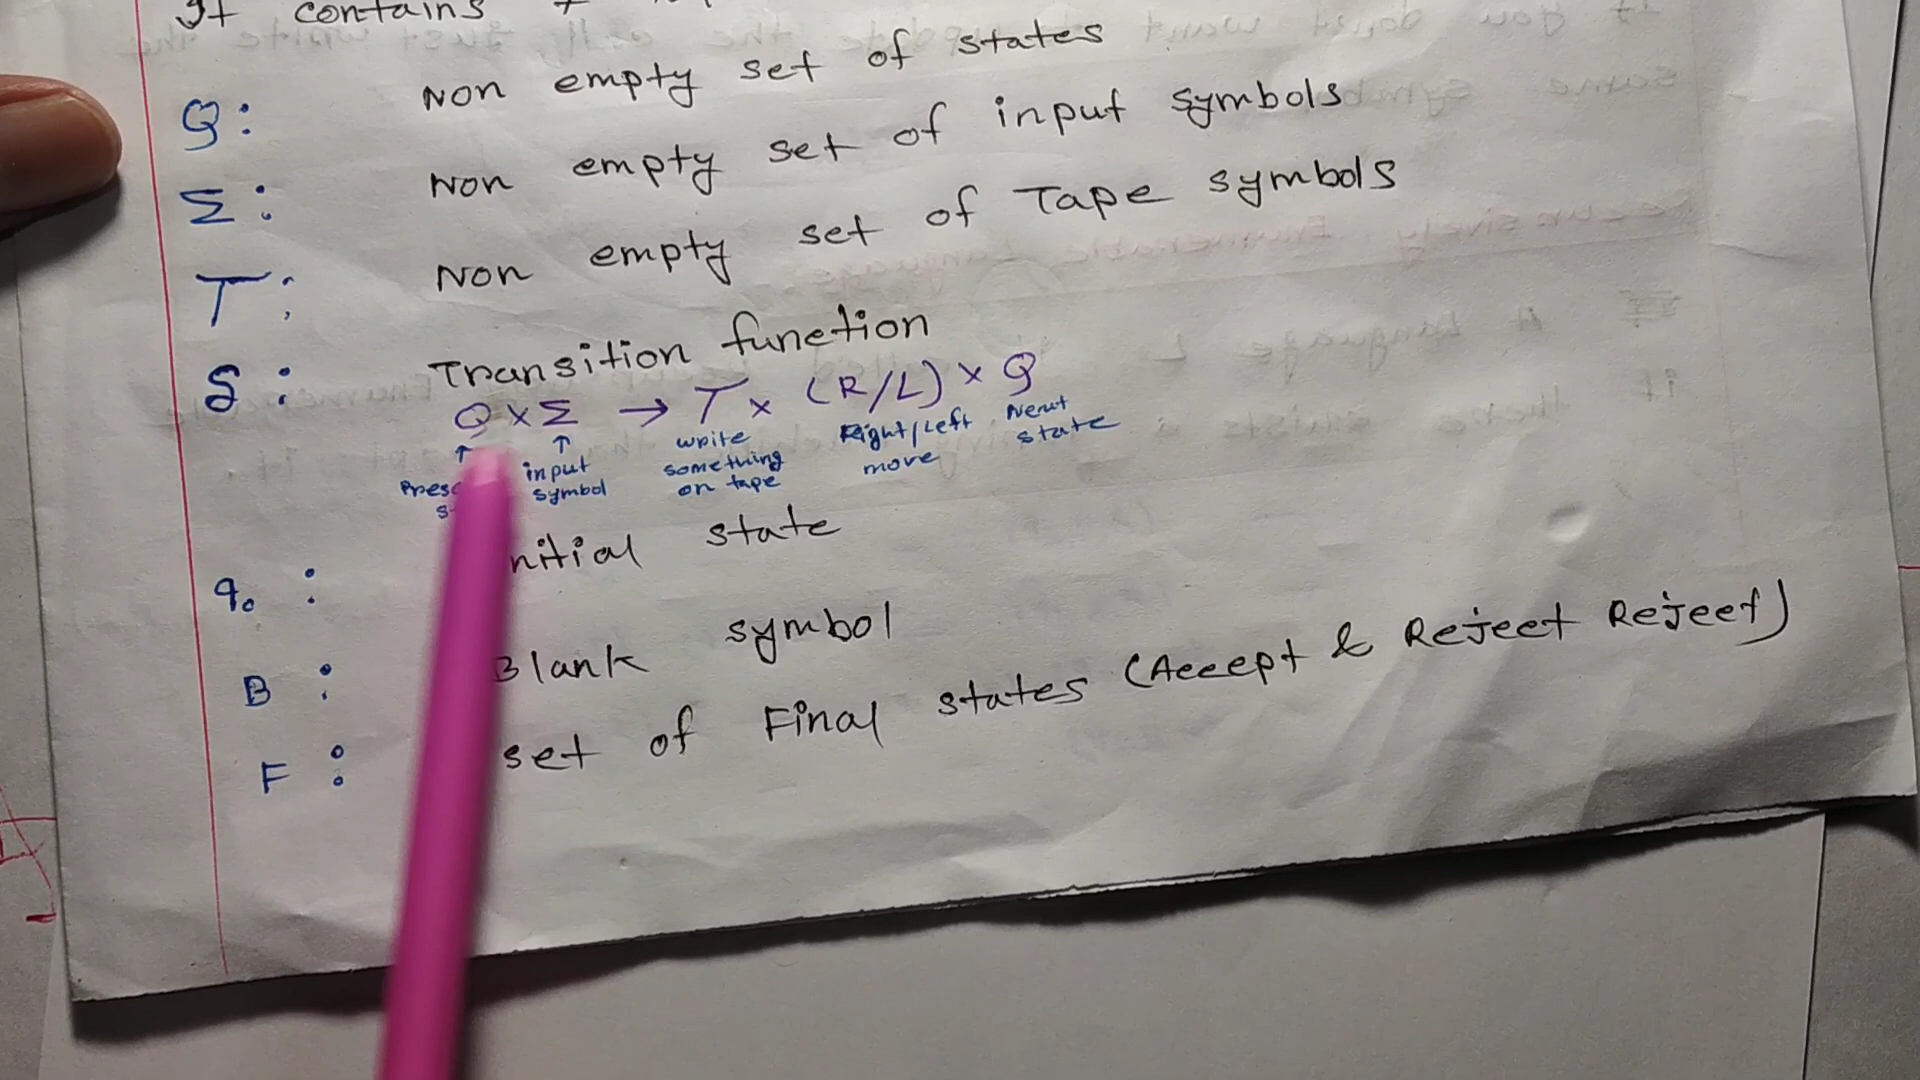 It contains
Q: Non empty set of states
Σ: Non empty set of input symbols
T: Non empty set of Tape symbols
δ: Transition function
Q × Σ → T × (R/L) × Q
↑ ↑ write Right/Left Next
input something move state
symbol on tape
q₀ : nitial state
B : Blank symbol
F : set of Final states (Accept & Reject Reject)